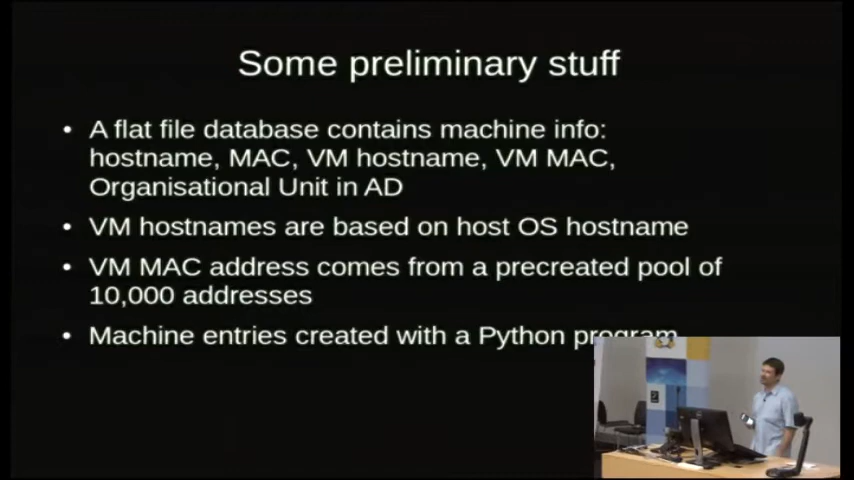 Some preliminary stuff
• A flat file database contains machine info:
hostname, MAC, VM hostname, VM MAC,
Organisational Unit in AD
• VM hostnames are based on host OS hostname
• VM MAC address comes from a precreated pool of
10,000 addresses
• Machine entries created with a Python program